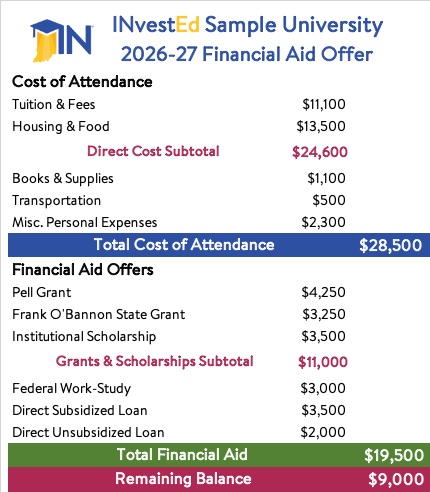 IN
INvestEd Sample University
2026-27 Financial Aid Offer
Cost of Attendance
Tuition & Fees $11,100
Housing & Food $13,500
Direct Cost Subtotal $24,600
Books & Supplies $1,100
Transportation $500
Misc. Personal Expenses $2,300
Total Cost of Attendance $28,500
Financial Aid Offers
Pell Grant $4,250
Frank O'Bannon State Grant $3,250
Institutional Scholarship $3,500
Grants & Scholarships Subtotal $11,000
Federal Work-Study $3,000
Direct Subsidized Loan $3,500
Direct Unsubsidized Loan $2,000
Total Financial Aid $19,500
Remaining Balance $9,000